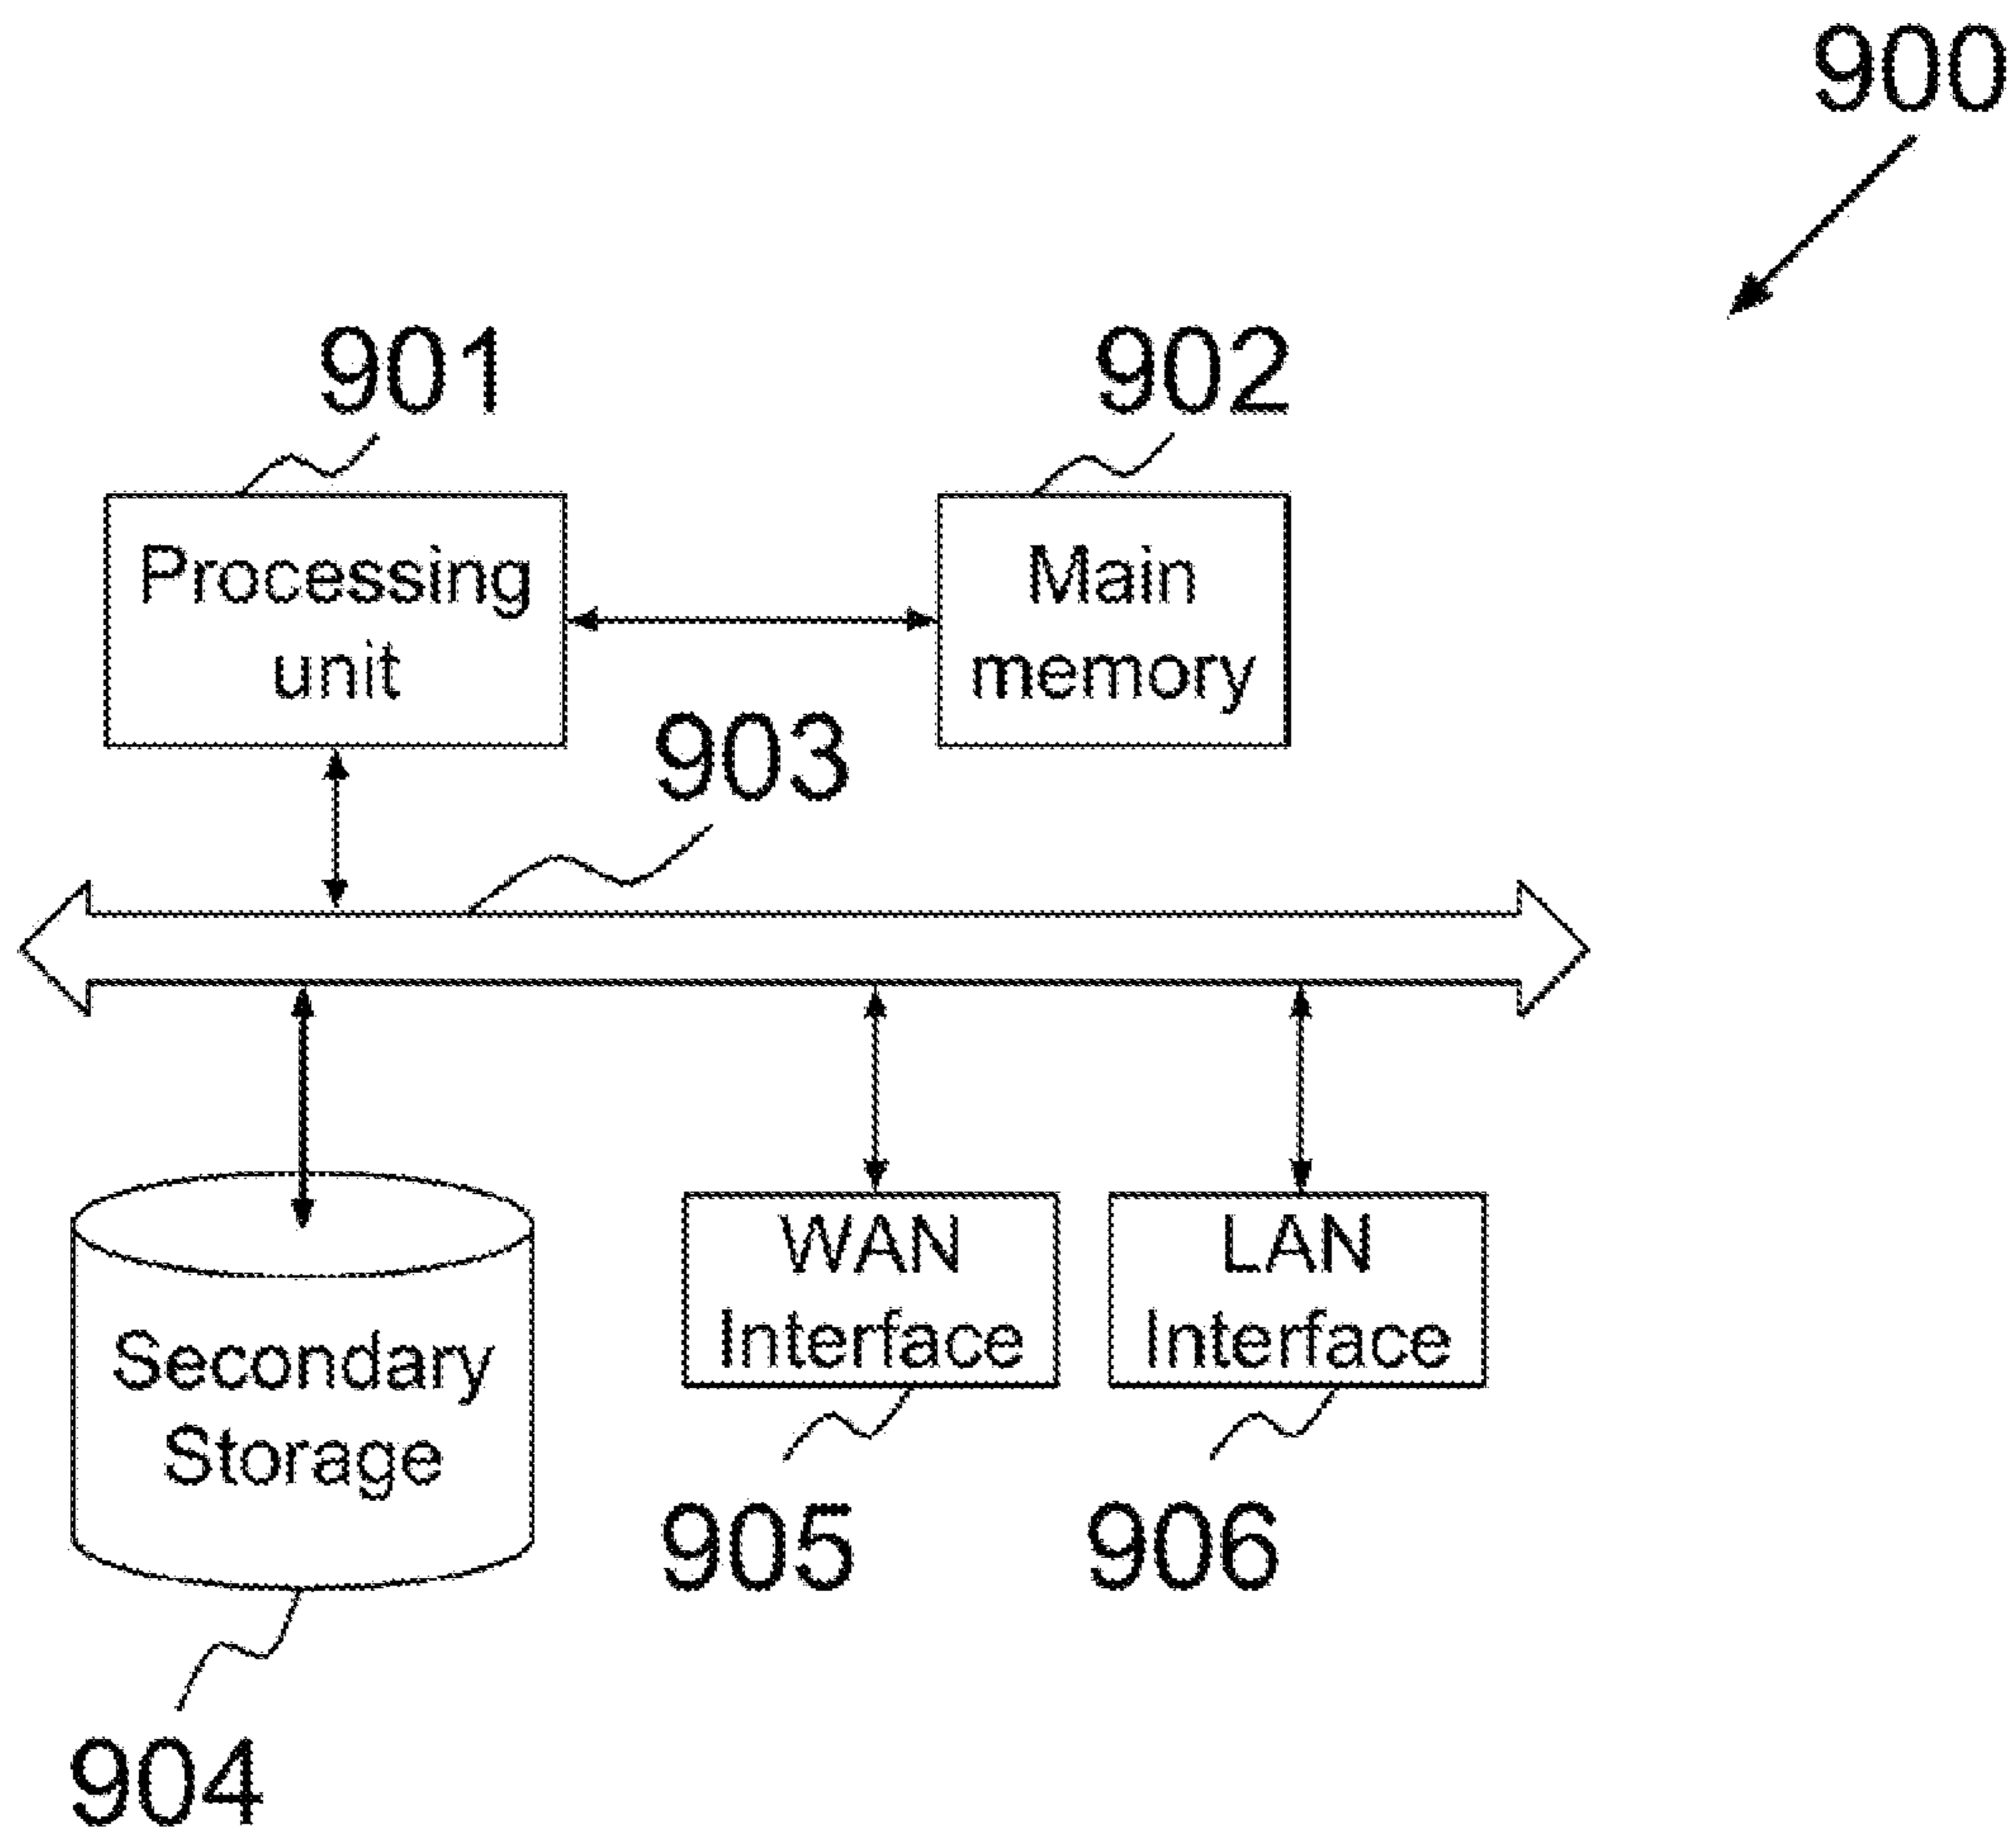 900
901
902
Processing
unit
Main
memory
903
Secondary
Storage
WAN
Interface
LAN
Interface
905
906
904